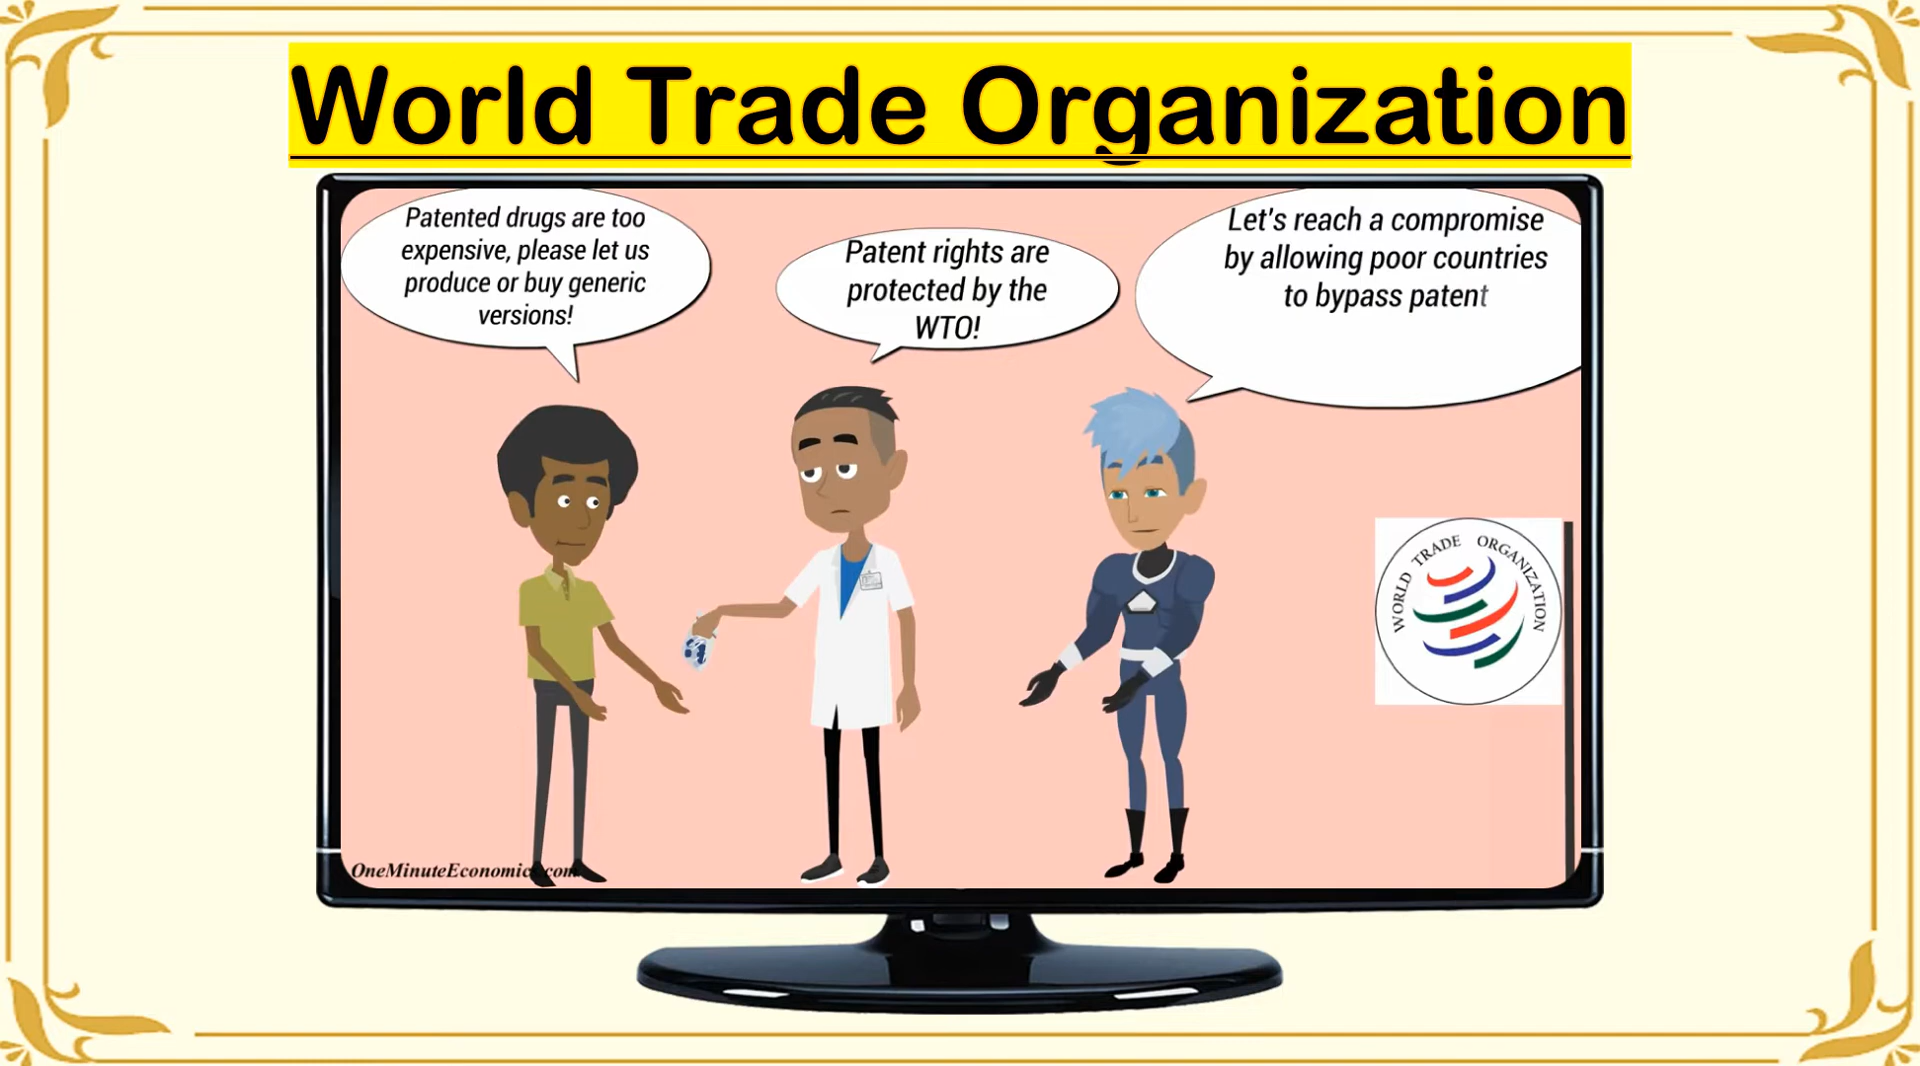 World Trade Organization
Patented drugs are too
expensive, please let us
produce or buy generic
versions!
Patent rights are
protected by the
WTO!
Let's reach a compromise
by allowing poor countries
to bypass patent
WORLD TRADE ORGANIZATION
OneMinuteEconomics.com